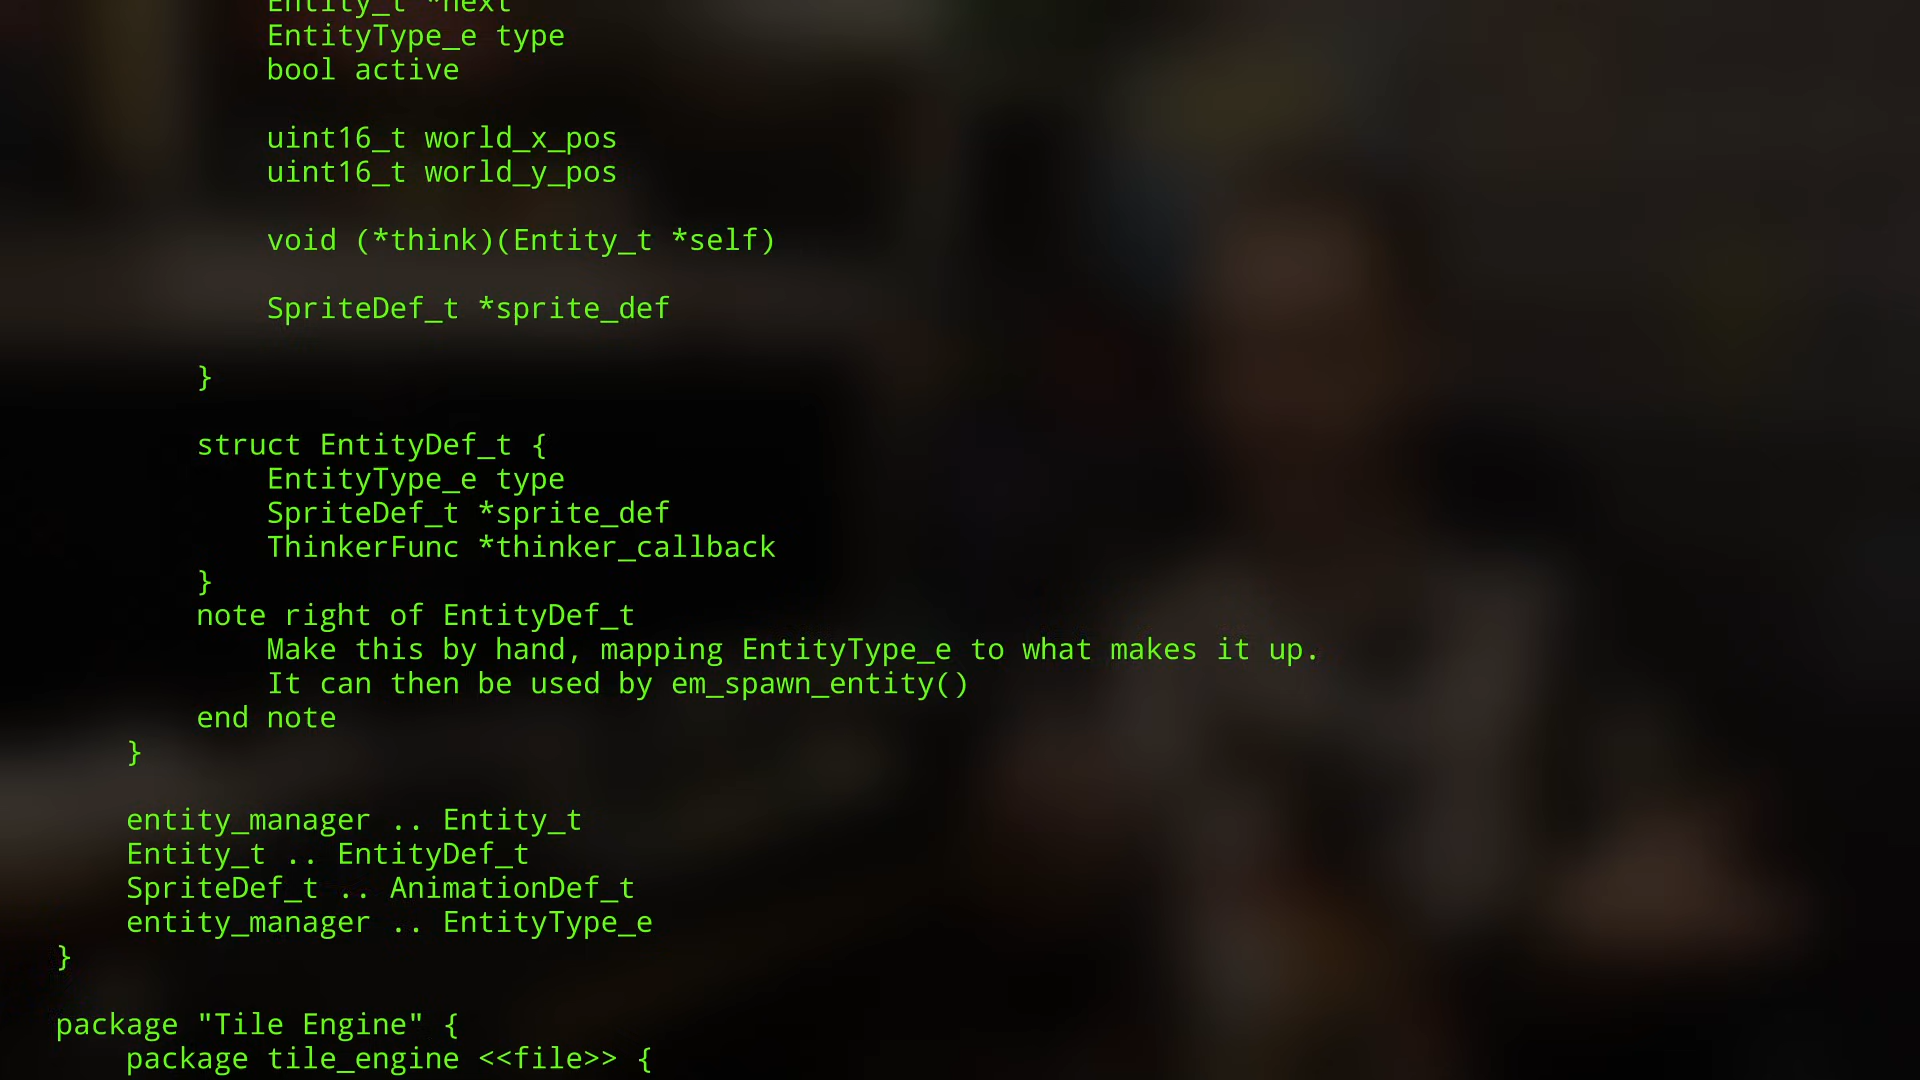 Entity_t *next
EntityType_e type
bool active
uint16_t world_x_pos
uint16_t world_y_pos
void (*think)(Entity_t *self)
SpriteDef_t *sprite_def
}
struct EntityDef_t {
EntityType_e type
SpriteDef_t *sprite_def
ThinkerFunc *thinker_callback
}
note right of EntityDef_t
Make this by hand, mapping EntityType_e to what makes it up.
It can then be used by em_spawn_entity()
end note
}
entity_manager .. Entity_t
Entity_t .. EntityDef_t
SpriteDef_t .. AnimationDef_t
entity_manager .. EntityType_e
}
package "Tile Engine" {
package tile_engine <<file>> {